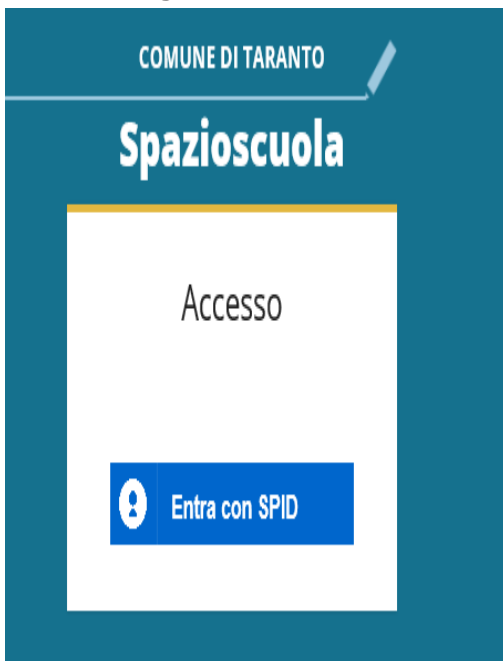 COMUNE DI TARANTO
Spazioscuola
Accesso
Entra con SPID